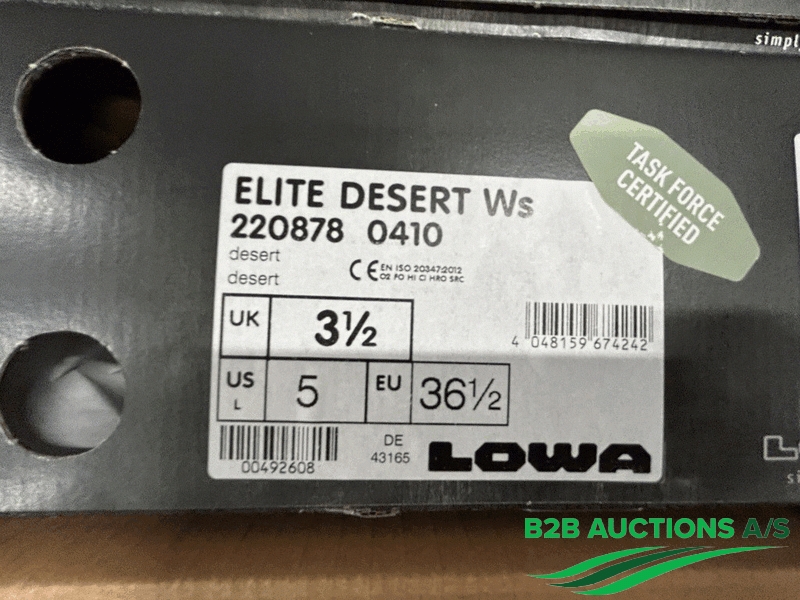 simply
TASK FORCE
CERTIFIED
ELITE DESERT Ws
220878 0410
desert
desert
CE EN ISO 20347:2012
O2 FO HI CI HRO SRC
UK 3½
4 048159 674242
US L 5 EU 36½
00492608
DE
43165
LOWA
B2B AUCTIONS A/S